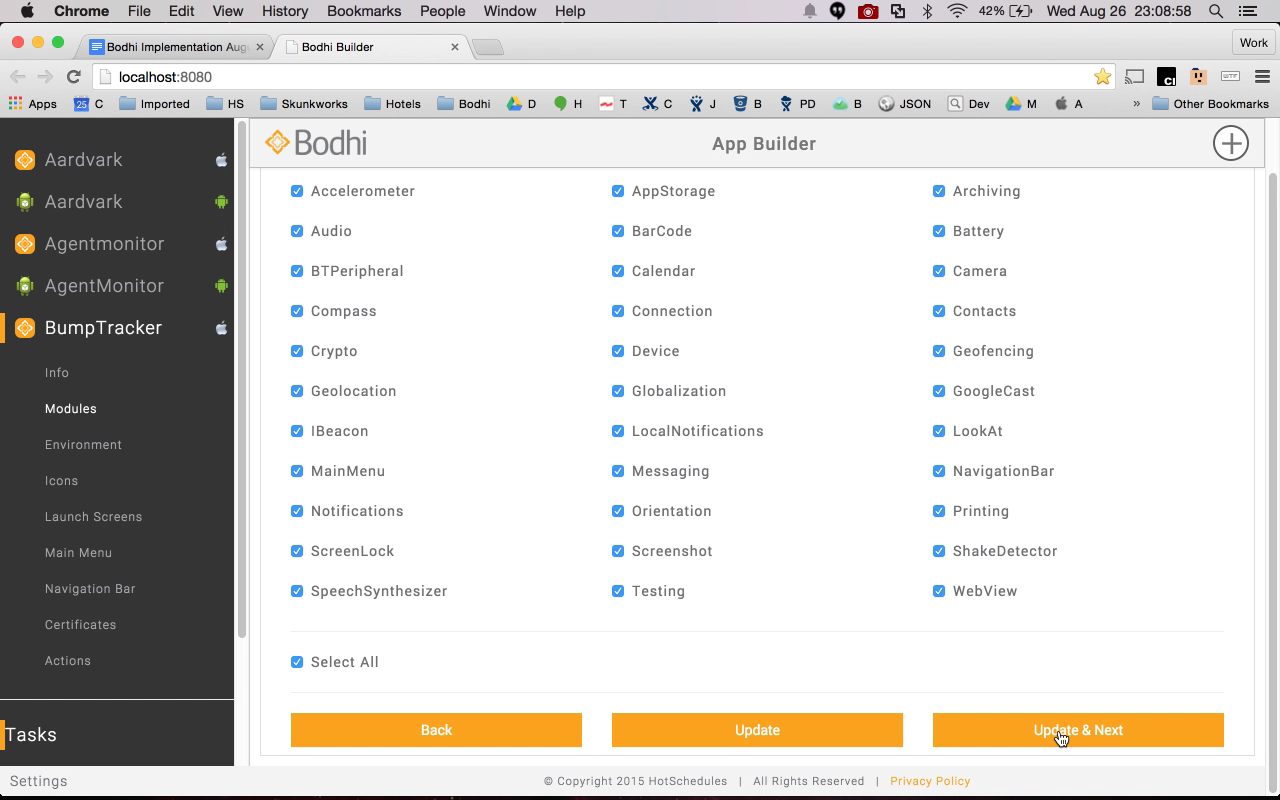 Chrome File Edit View History Bookmarks People Window Help 42% Wed Aug 26 23:08:58
Bodhi Implementation Aug Bodhi Builder Work
localhost:8080
Apps 25 C Imported HS Skunkworks Hotels Bodhi D H T C J B PD B JSON Dev M A » Other Bookmarks
Bodhi App Builder
Aardvark
Aardvark
Agentmonitor
AgentMonitor
BumpTracker
Info
Modules
Environment
Icons
Launch Screens
Main Menu
Navigation Bar
Certificates
Actions
Tasks
Settings
Accelerometer AppStorage Archiving
Audio BarCode Battery
BTPeripheral Calendar Camera
Compass Connection Contacts
Crypto Device Geofencing
Geolocation Globalization GoogleCast
IBeacon LocalNotifications LookAt
MainMenu Messaging NavigationBar
Notifications Orientation Printing
ScreenLock Screenshot ShakeDetector
SpeechSynthesizer Testing WebView
Select All
Back Update Update & Next
© Copyright 2015 HotSchedules | All Rights Reserved | Privacy Policy